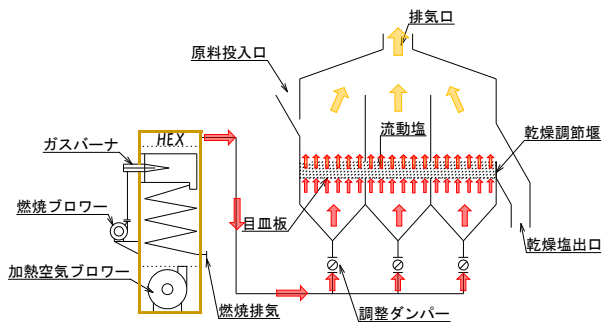 排気口
原料投入口
流動塩
乾燥調節堰
HEX
ガスバーナ
燃焼ブロワー
目皿板
乾燥塩出口
加熱空気ブロワー
燃焼排気
調整ダンパー